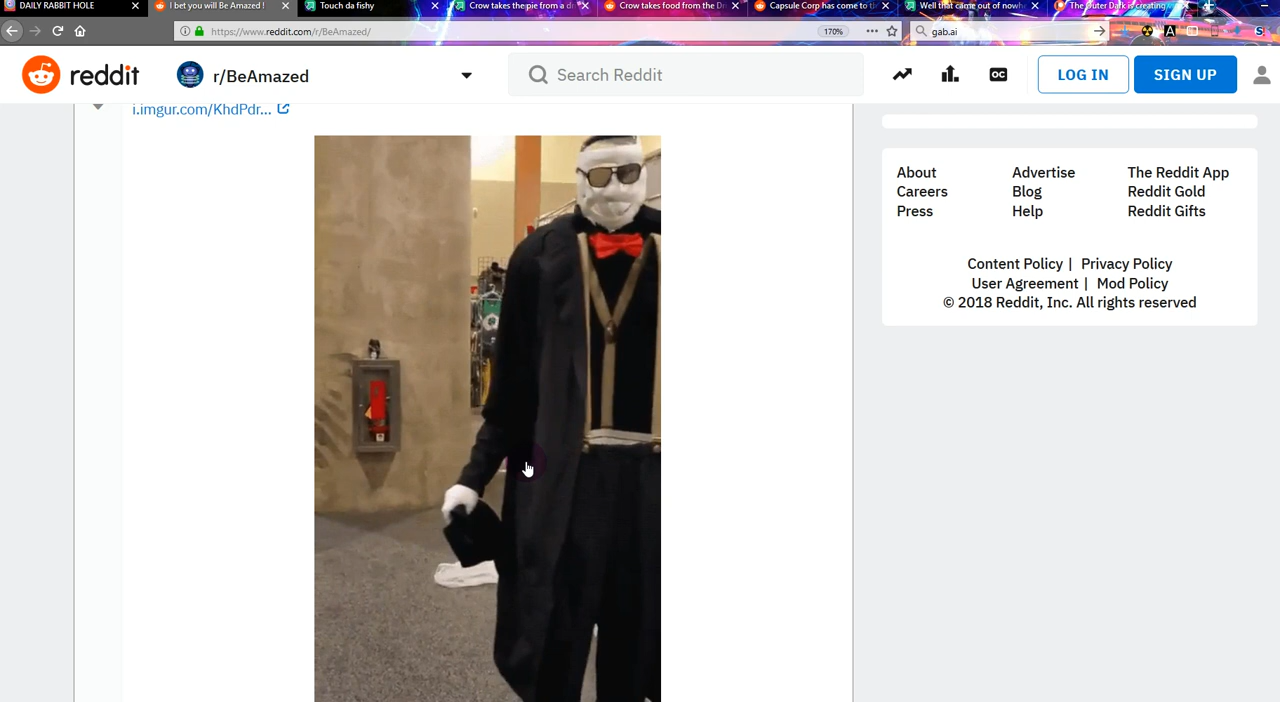 DAILY RABBIT HOLE
I bet you will Be Amazed !
Touch da fishy
Crow takes the pie from a d
Crow takes food from the D
Capsule Corp has come to t
Well that came out of nowh
The Outer Dark is creating
https://www.reddit.com/r/BeAmazed/
170%
gab.ai
reddit
r/BeAmazed
Search Reddit
OC
LOG IN
SIGN UP
i.imgur.com/KhdPdr...
About
Advertise
The Reddit App
Careers
Blog
Reddit Gold
Press
Help
Reddit Gifts
Content Policy | Privacy Policy
User Agreement | Mod Policy
© 2018 Reddit, Inc. All rights reserved